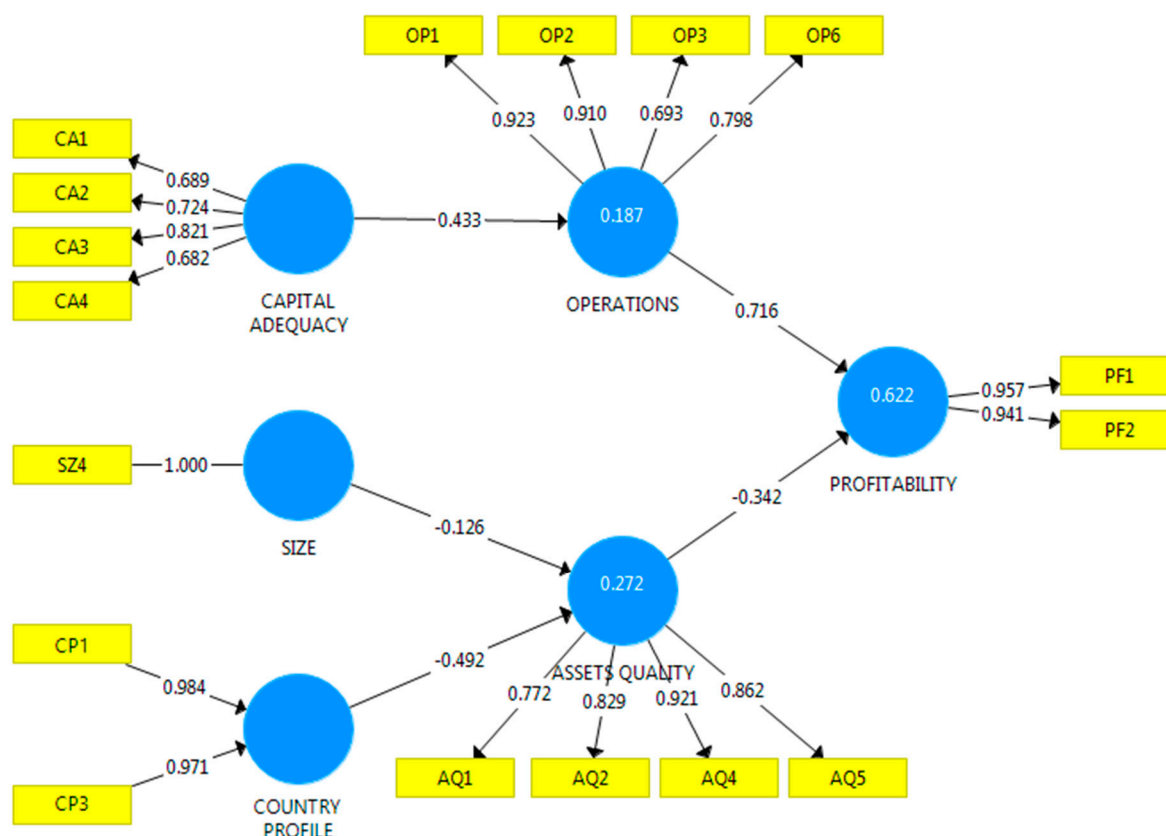 OP1 OP2 OP3 OP6
0.923 0.910 0.693 0.798
CA1
CA2
CA3
CA4
0.689
0.724
0.821
0.682
CAPITAL
ADEQUACY
0.433
0.187
OPERATIONS
0.716
0.622
PROFITABILITY
0.957
0.941
PF1
PF2
SZ4
1.000
SIZE
-0.126
-0.342
0.272
ASSETS QUALITY
-0.492
CP1
0.984
CP3
0.971
COUNTRY
PROFILE
0.772 0.829 0.921 0.862
AQ1 AQ2 AQ4 AQ5